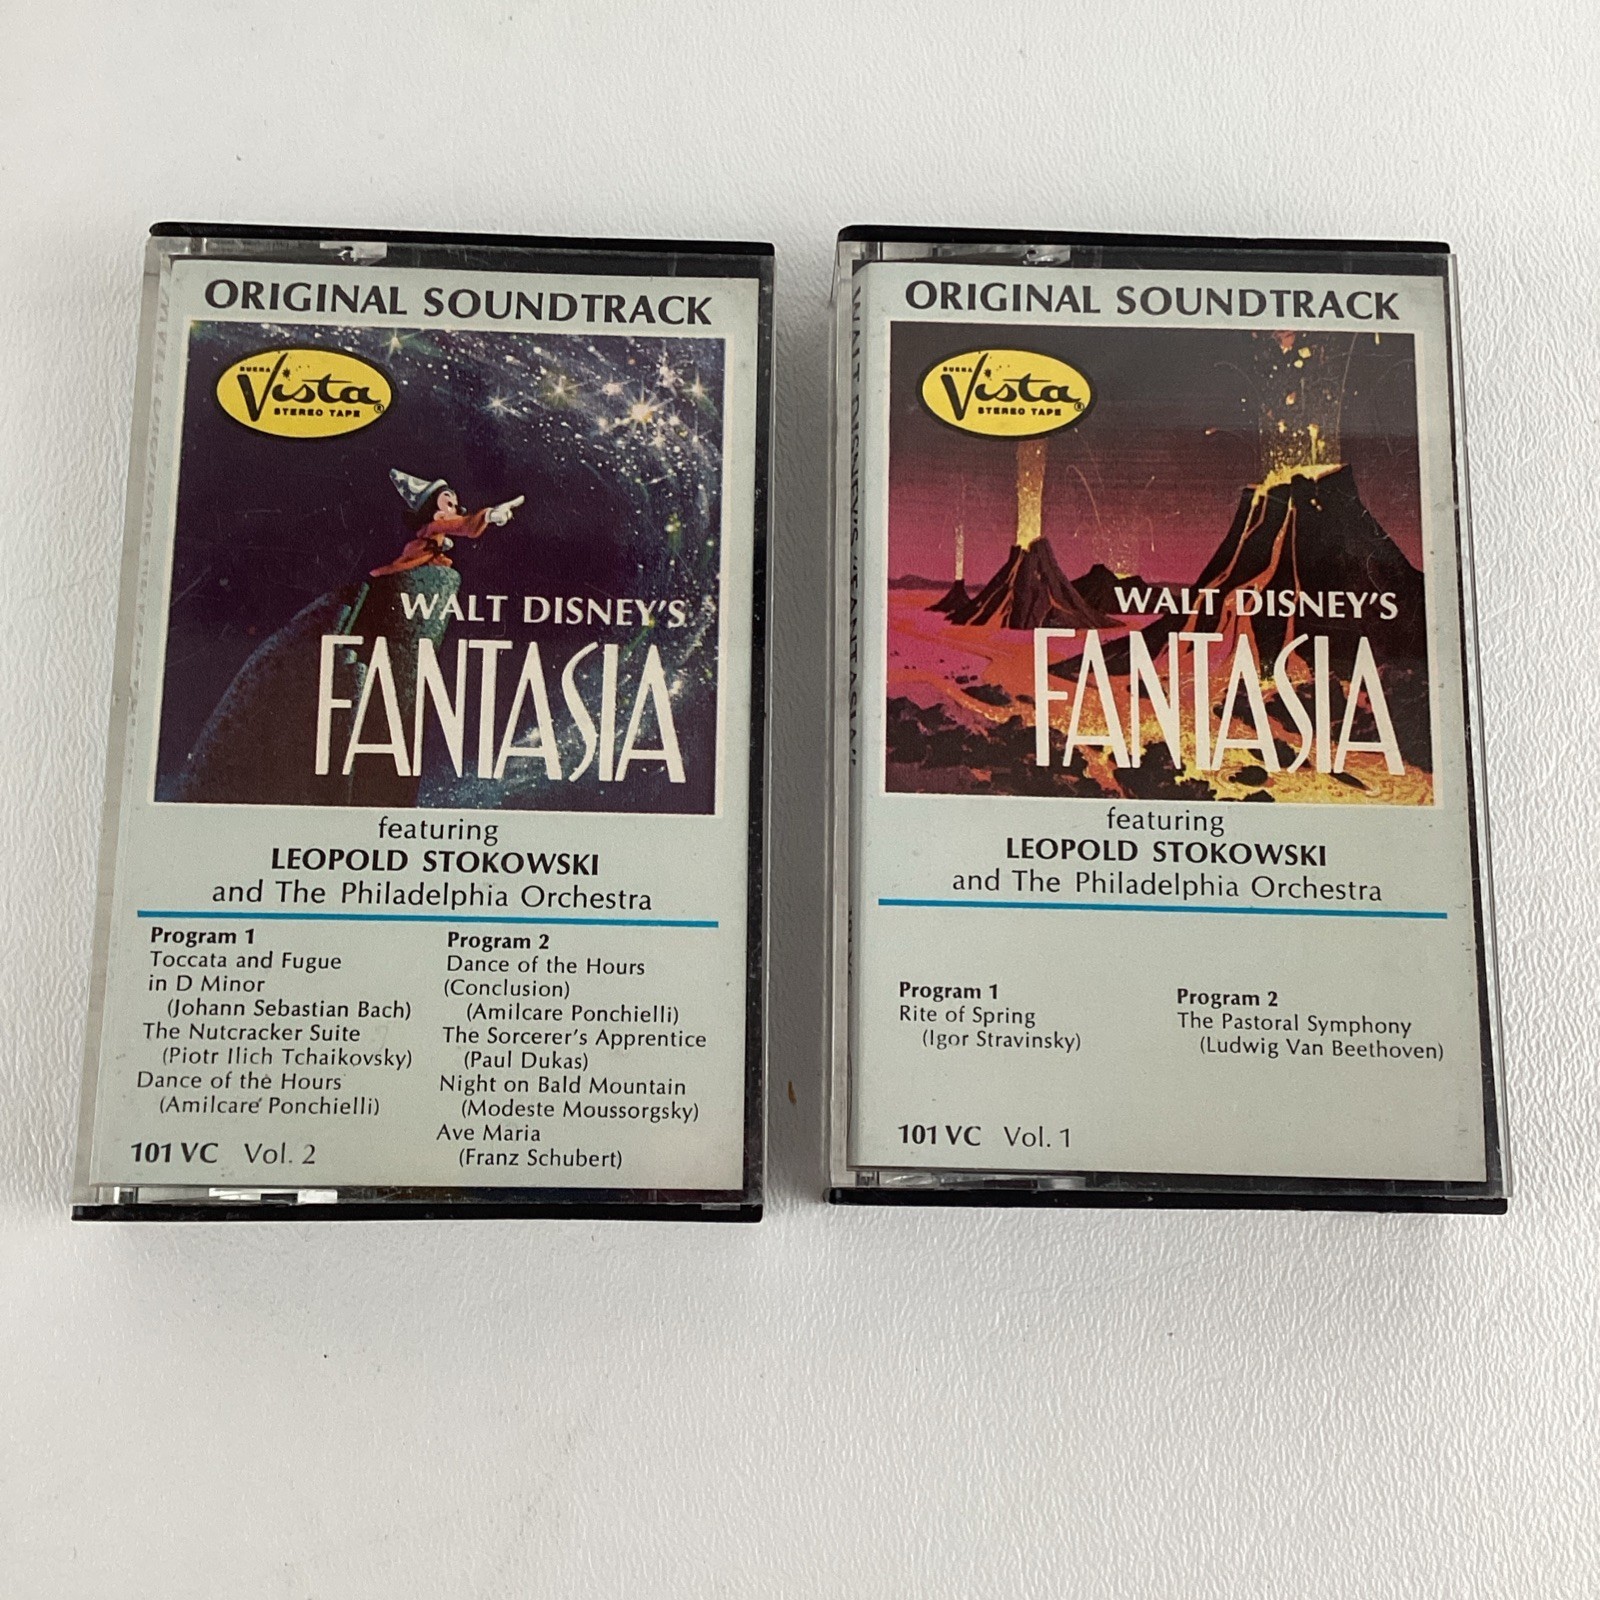 ORIGINAL SOUNDTRACK
BUENA
Vista
STEREO TAPE ®
WALT DISNEY'S
FANTASIA
featuring
LEOPOLD STOKOWSKI
and The Philadelphia Orchestra
Program 1
Toccata and Fugue
in D Minor
(Johann Sebastian Bach)
The Nutcracker Suite
(Piotr Ilich Tchaikovsky)
Dance of the Hours
(Amilcare Ponchielli)
101 VC Vol. 2
Program 2
Dance of the Hours
(Conclusion)
(Amilcare Ponchielli)
The Sorcerer's Apprentice
(Paul Dukas)
Night on Bald Mountain
(Modeste Moussorgsky)
Ave Maria
(Franz Schubert)
WALT DISNEY'S "FANTASIA"
ORIGINAL SOUNDTRACK
BUENA
Vista
STEREO TAPE ®
WALT DISNEY'S
FANTASIA
featuring
LEOPOLD STOKOWSKI
and The Philadelphia Orchestra
Program 1
Rite of Spring
(Igor Stravinsky)
Program 2
The Pastoral Symphony
(Ludwig Van Beethoven)
101 VC Vol. 1